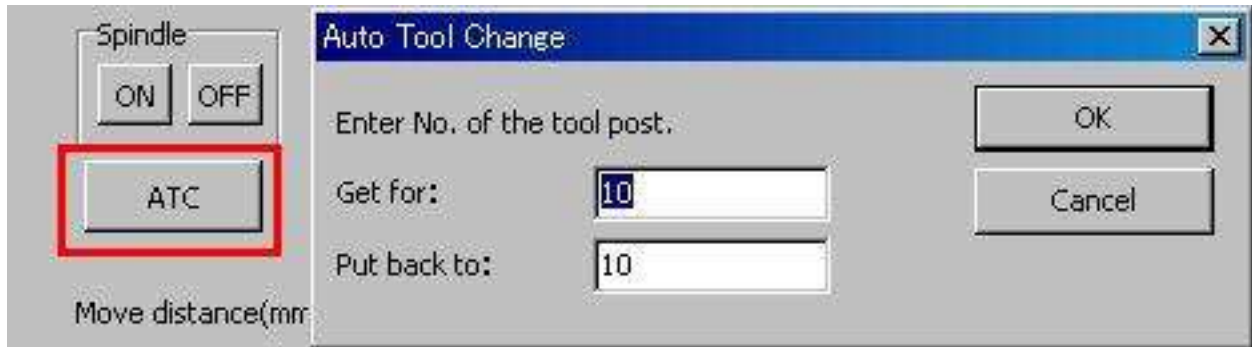 Spindle
ON OFF
ATC
Move distance(mm
Auto Tool Change
Enter No. of the tool post.
Get for: 10
Put back to: 10
OK
Cancel